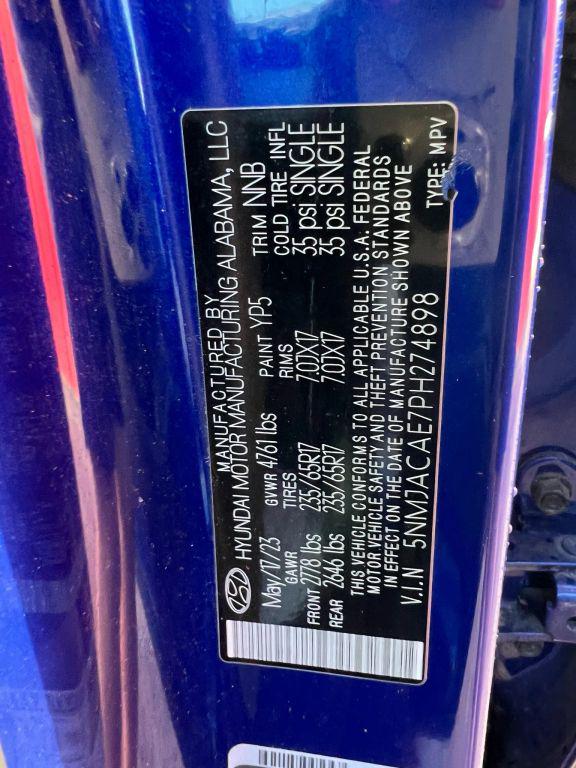 MANUFACTURED BY
HYUNDAI MOTOR MANUFACTURING ALABAMA, LLC
May/17/23 GVWR 4761 lbs PAINT YP5 TRIM NNB
GAWR TIRES RIMS COLD TIRE INFL
FRONT 2778 lbs 235/65R17 7.0JX17 35 psi SINGLE
REAR 2646 lbs 235/65R17 7.0JX17 35 psi SINGLE
THIS VEHICLE CONFORMS TO ALL APPLICABLE U.S.A. FEDERAL
MOTOR VEHICLE SAFETY AND THEFT PREVENTION STANDARDS
IN EFFECT ON THE DATE OF MANUFACTURE SHOWN ABOVE
V.I.N 5NMJACAE7PH274898 TYPE: MPV